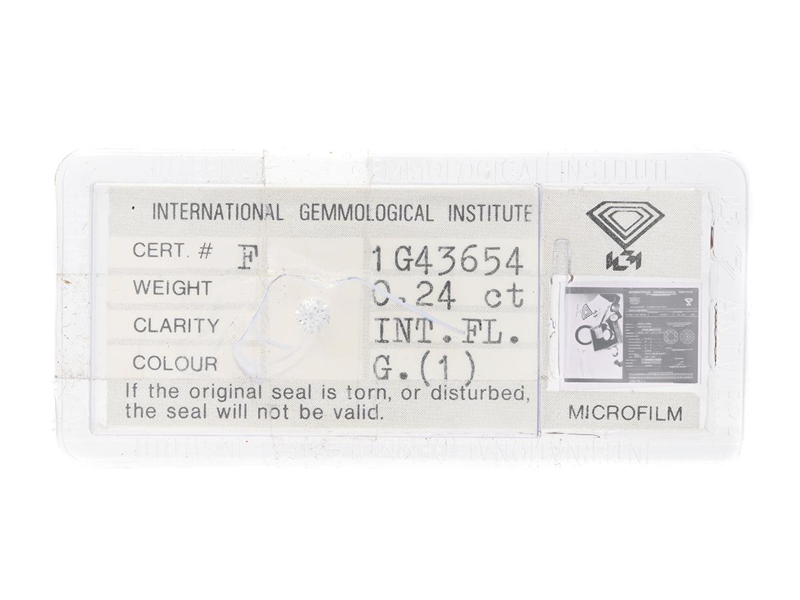 INTERNATIONAL GEMMOLOGICAL INSTITUTE
CERT. # F 1G43654
WEIGHT 0.24 ct
CLARITY INT.FL.
COLOUR G.(1)
If the original seal is torn, or disturbed,
the seal will not be valid.
MICROFILM